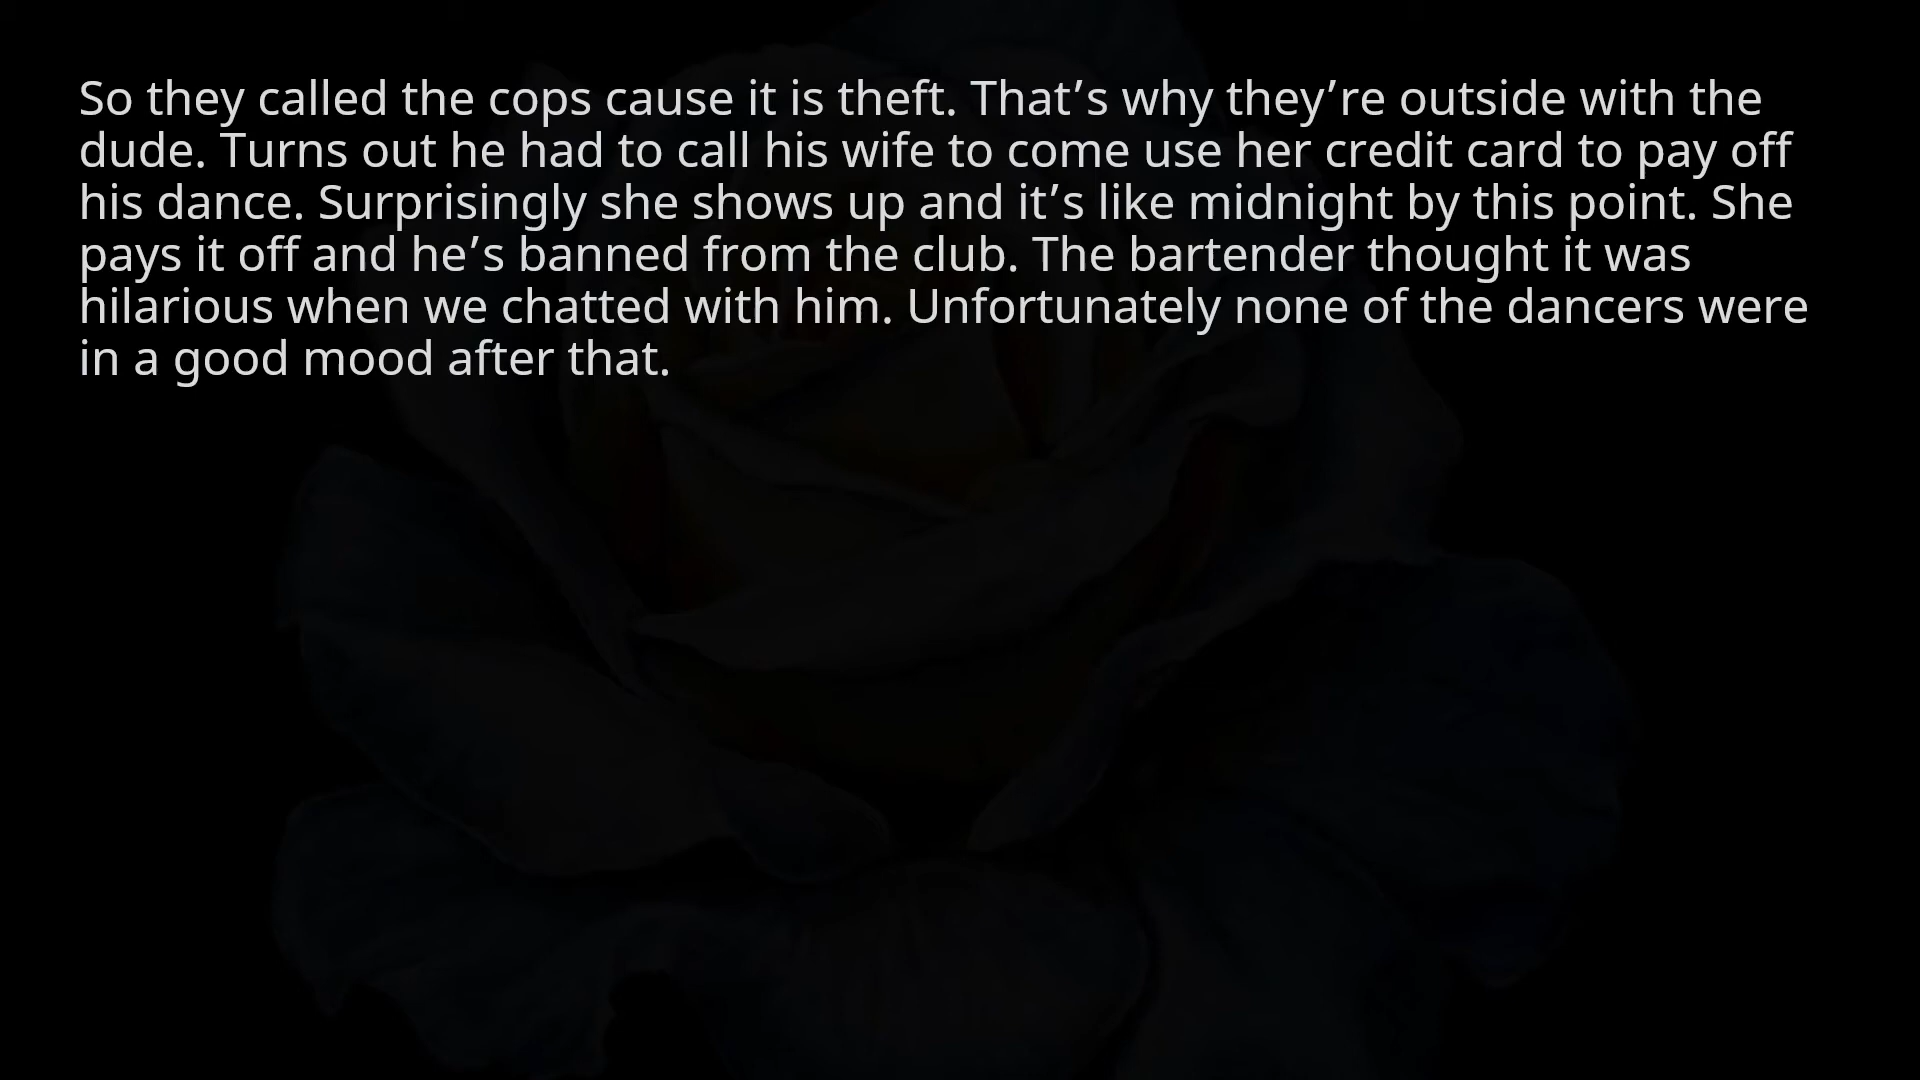 So they called the cops cause it is theft. That’s why they’re outside with the
dude. Turns out he had to call his wife to come use her credit card to pay off
his dance. Surprisingly she shows up and it’s like midnight by this point. She
pays it off and he’s banned from the club. The bartender thought it was
hilarious when we chatted with him. Unfortunately none of the dancers were
in a good mood after that.